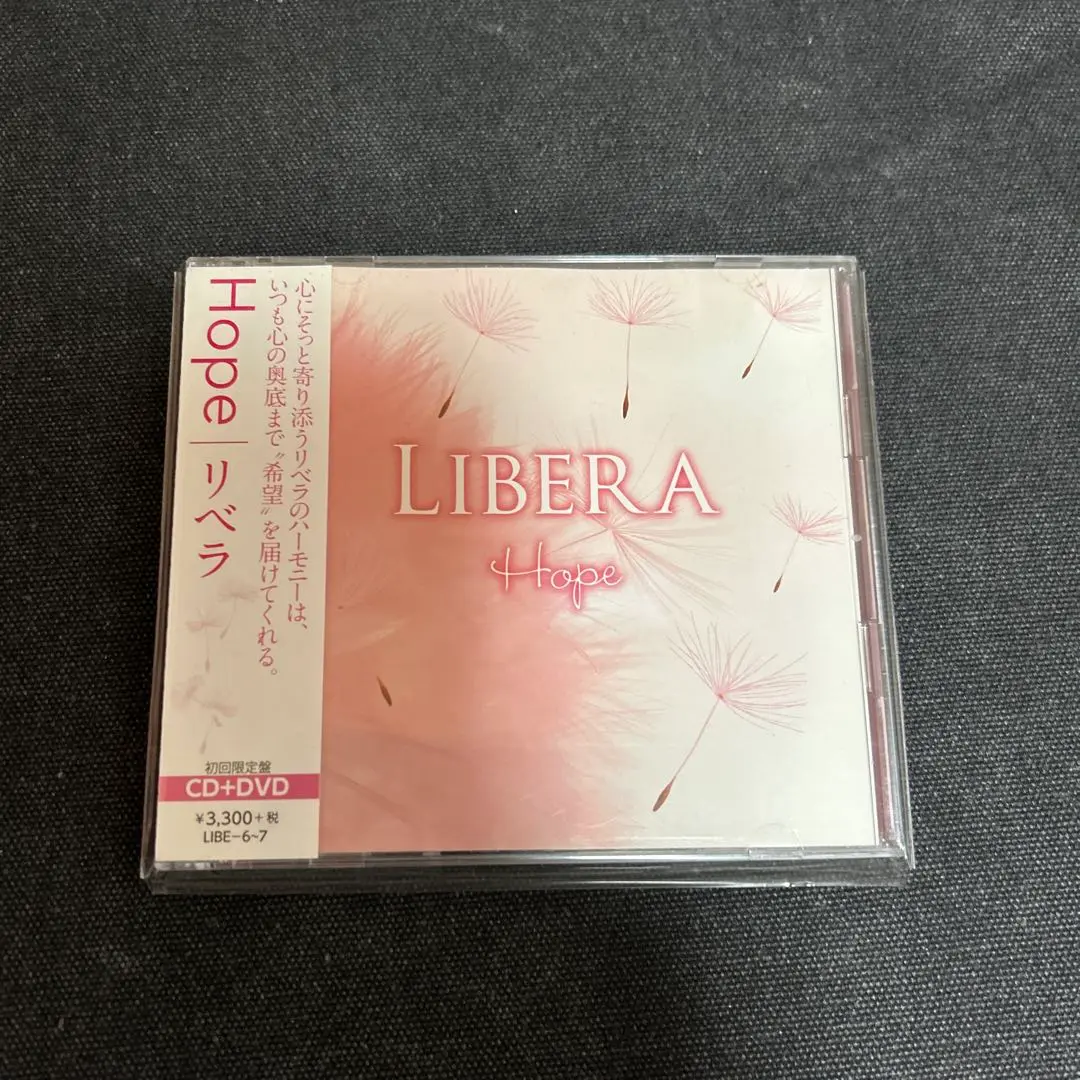 Hope|リベラ
心にそっと寄り添うリベラのハーモニーは、
いつも心の奥底まで〝希望〟を届けてくれる。
初回限定盤
CD+DVD
¥3,300+税
LIBE-6~7
LIBERA
Hope